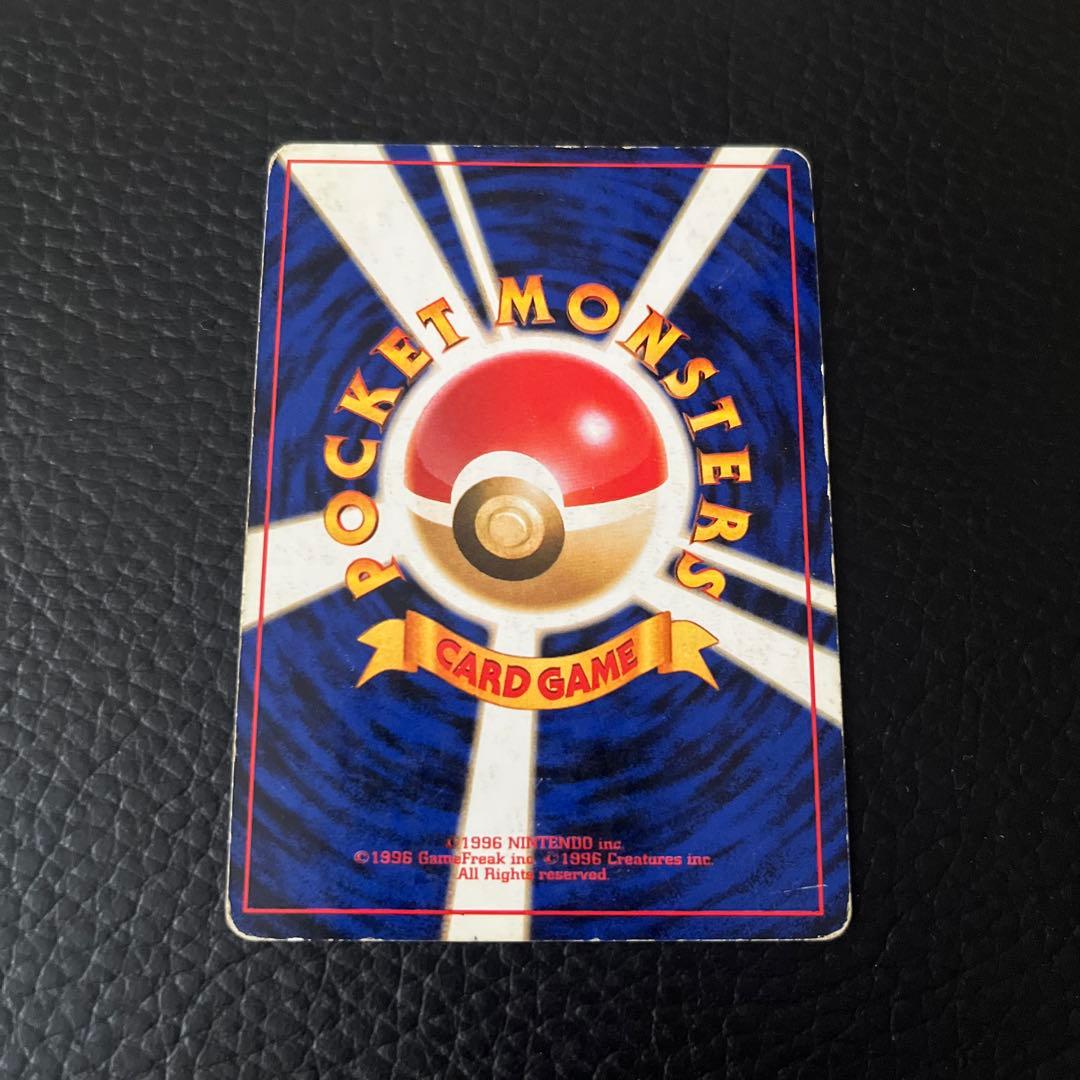 POCKET MONSTERS
CARD GAME
©1996 NINTENDO inc.
©1996 GameFreak inc. ©1996 Creatures inc.
All Rights reserved.